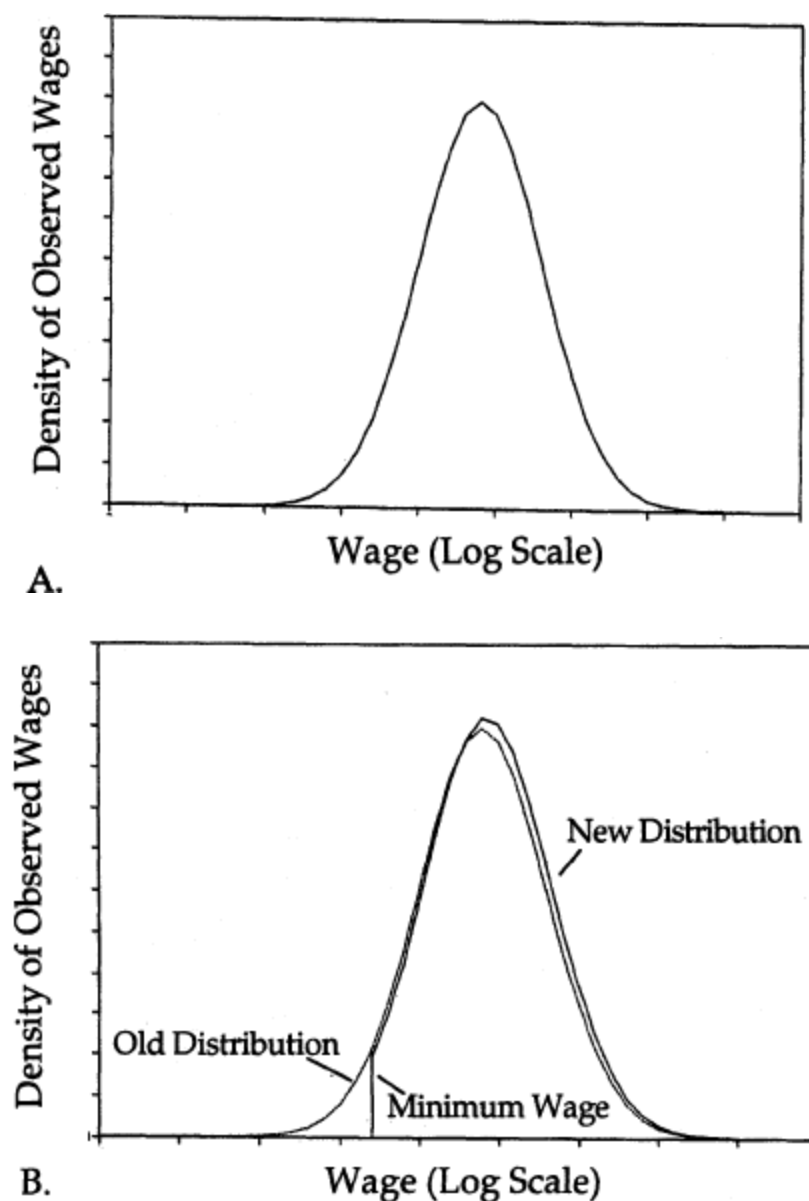 Density of Observed Wages
Wage (Log Scale)
A.
Density of Observed Wages
New Distribution
Old Distribution
Minimum Wage
Wage (Log Scale)
B.